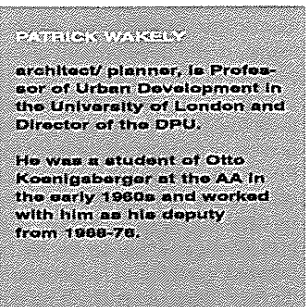 PATRICK WAKELY
architect/ planner, is Profes-
sor of Urban Development in
the University of London and
Director of the DPU.
He was a student of Otto
Koenigsberger at the AA in
the early 1960s and worked
with him as his deputy
from 1968-78.